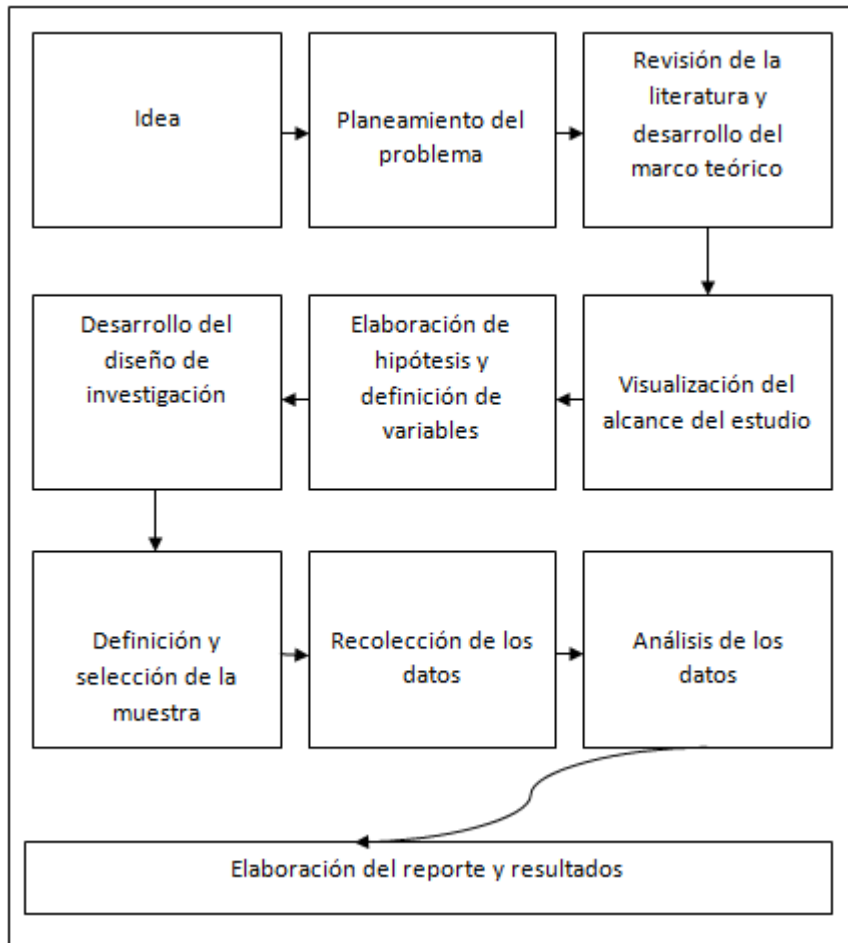 Idea
Planeamiento del
problema
Revisión de la
literatura y
desarrollo del
marco teórico
Visualización del
alcance del estudio
Elaboración de
hipótesis y
definición de
variables
Desarrollo del
diseño de
investigación
Definición y
selección de la
muestra
Recolección de los
datos
Análisis de los
datos
Elaboración del reporte y resultados